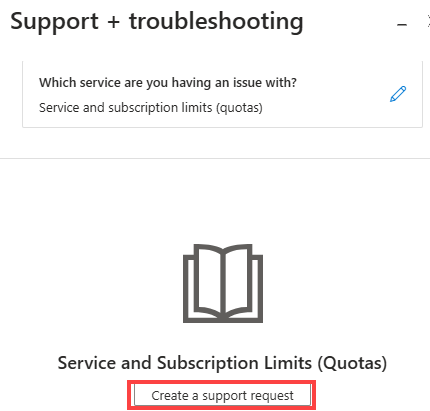 Support + troubleshooting
Which service are you having an issue with?
Service and subscription limits (quotas)
Service and Subscription Limits (Quotas)
Create a support request